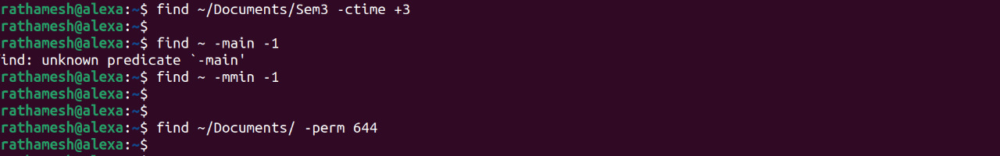 rathamesh@alexa:~$ find ~/Documents/Sem3 -ctime +3
rathamesh@alexa:~$
rathamesh@alexa:~$ find ~ -main -1
ind: unknown predicate `-main'
rathamesh@alexa:~$ find ~ -mmin -1
rathamesh@alexa:~$
rathamesh@alexa:~$
rathamesh@alexa:~$ find ~/Documents/ -perm 644
rathamesh@alexa:~$